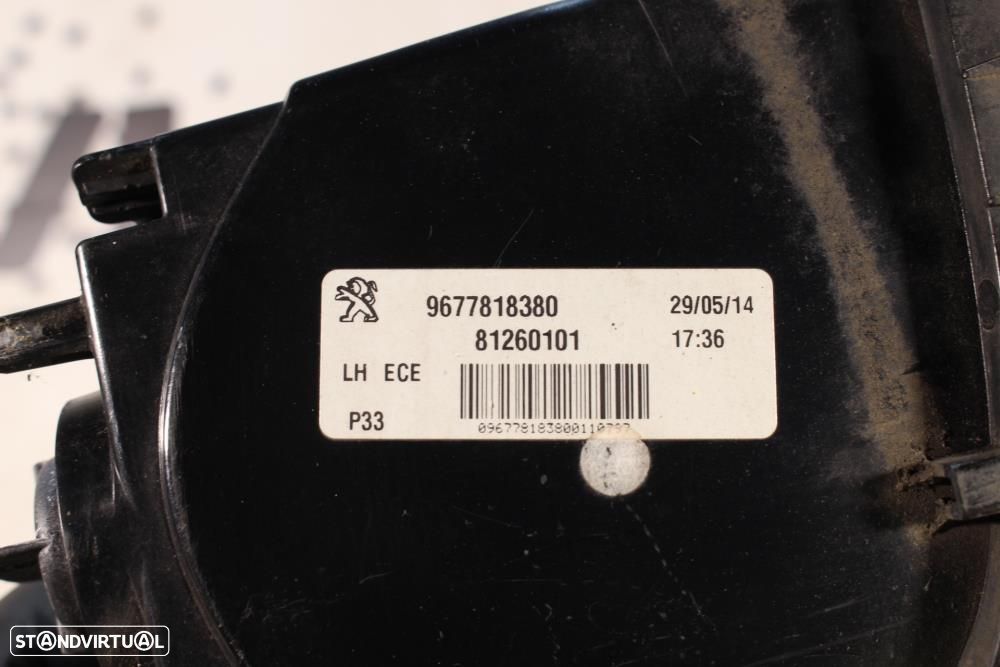 9677818380 29/05/14
81260101 17:36
LH ECE
P33
STANDVIRTUAL